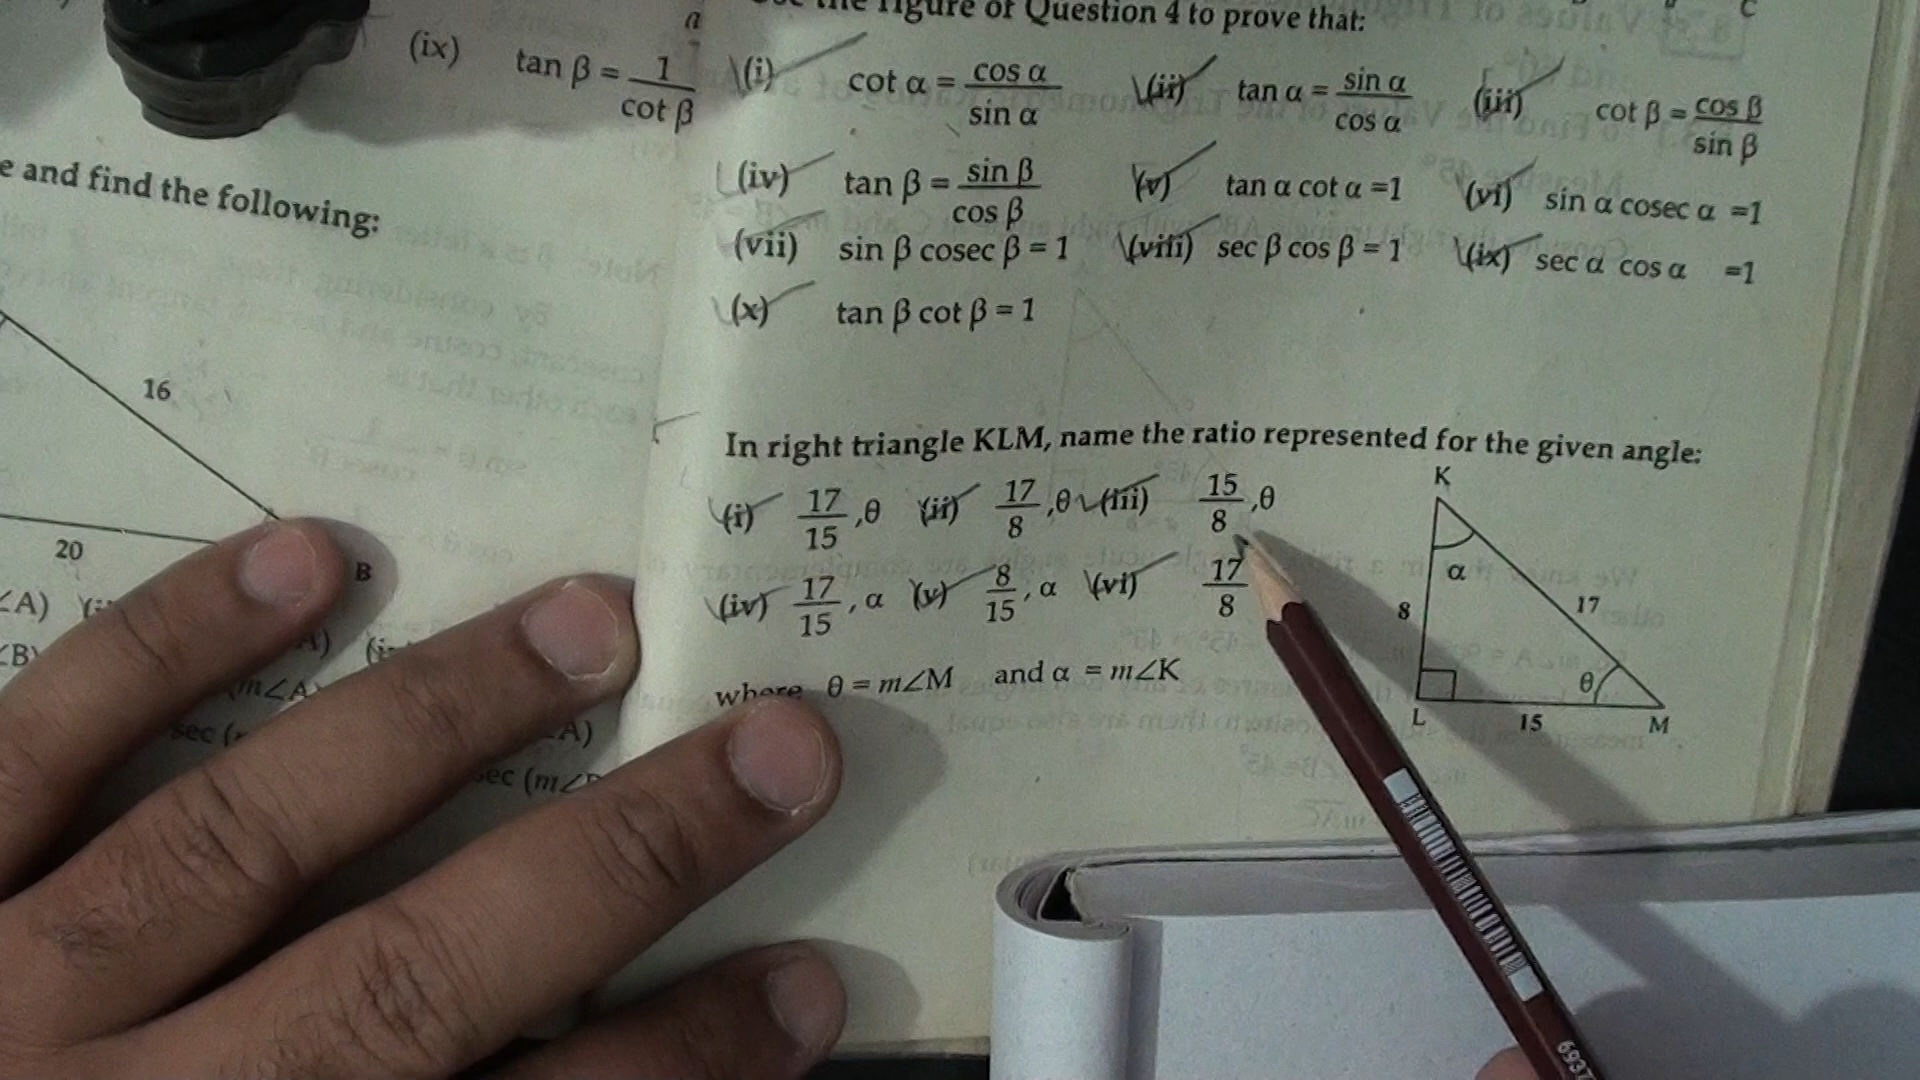 the figure of Question 4 to prove that:
(ix) tan β = 1/cot β
(i) cot α = cos α/sin α (ii) tan α = sin α/cos α (iii) cot β = cos β/sin β
(iv) tan β = sin β/cos β (v) tan α cot α =1 (vi) sin α cosec α =1
(vii) sin β cosec β = 1 (viii) sec β cos β = 1 (ix) sec α cos α =1
(x) tan β cot β = 1
and find the following:
16
20
B
In right triangle KLM, name the ratio represented for the given angle:
(i) 17/15 ,θ (ii) 17/8 ,θ (iii) 15/8 ,θ
(iv) 17/15 , α (v) 8/15 , α (vi) 17/8
where θ = m∠M and α = m∠K
K
α
8
17
θ
L
15
M
6937